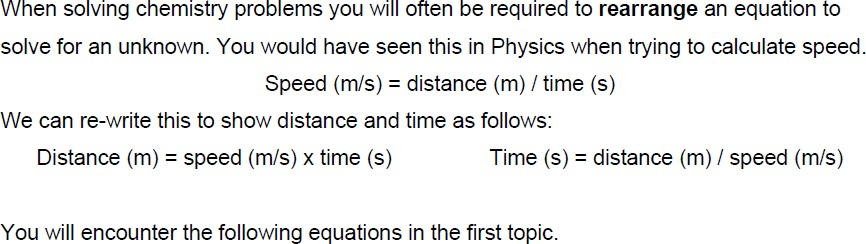 When solving chemistry problems you will often be required to rearrange an equation to
solve for an unknown. You would have seen this in Physics when trying to calculate speed.
Speed (m/s) = distance (m) / time (s)
We can re-write this to show distance and time as follows:
Distance (m) = speed (m/s) x time (s) Time (s) = distance (m) / speed (m/s)
You will encounter the following equations in the first topic.